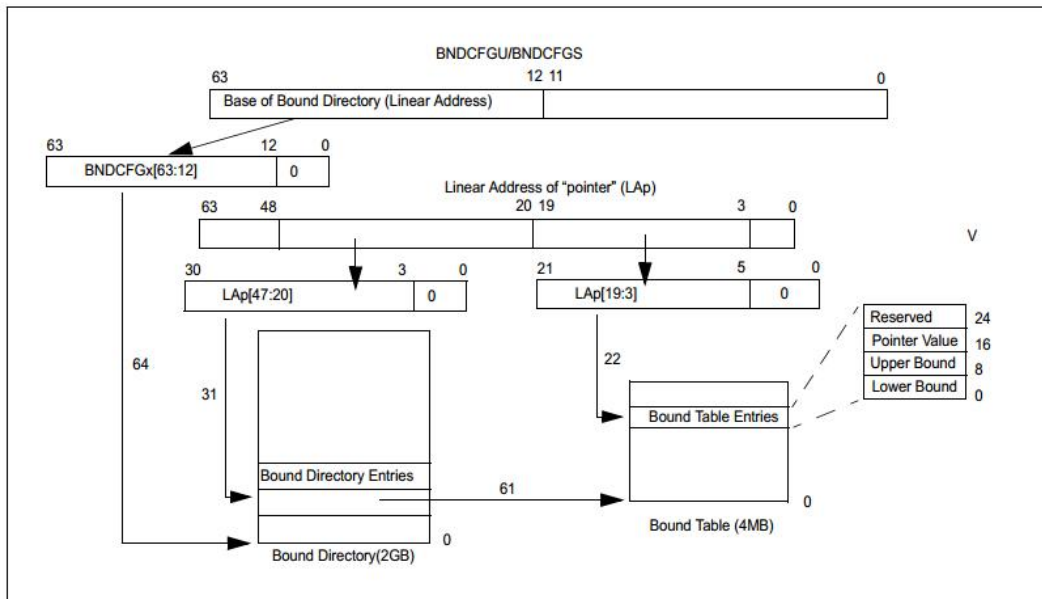 BNDCFGU/BNDCFGS
63 12 11 0
Base of Bound Directory (Linear Address)
63 12 0
BNDCFGx[63:12] 0
Linear Address of “pointer” (LAp)
63 48 20 19 3 0
V
30 3 0
LAp[47:20] 0
21 5 0
LAp[19:3] 0
Reserved 24
Pointer Value 16
Upper Bound 8
Lower Bound 0
64
31
22
Bound Table Entries
Bound Directory Entries
61
0
Bound Table (4MB)
0
Bound Directory(2GB)